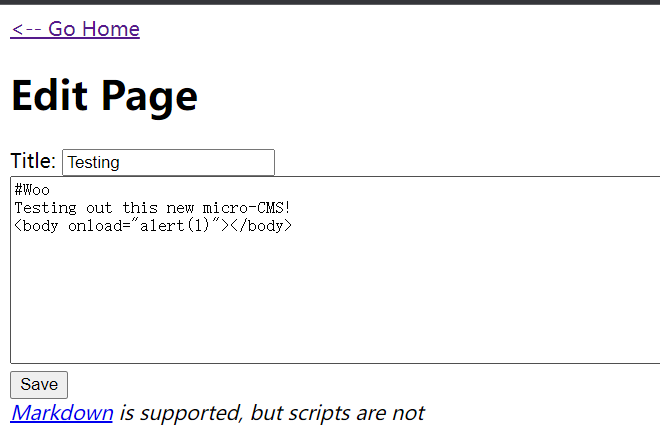 <-- Go Home
Edit Page
Title: Testing
#Woo
Testing out this new micro-CMS!
<body onload="alert(1)"></body>
Save
Markdown is supported, but scripts are not